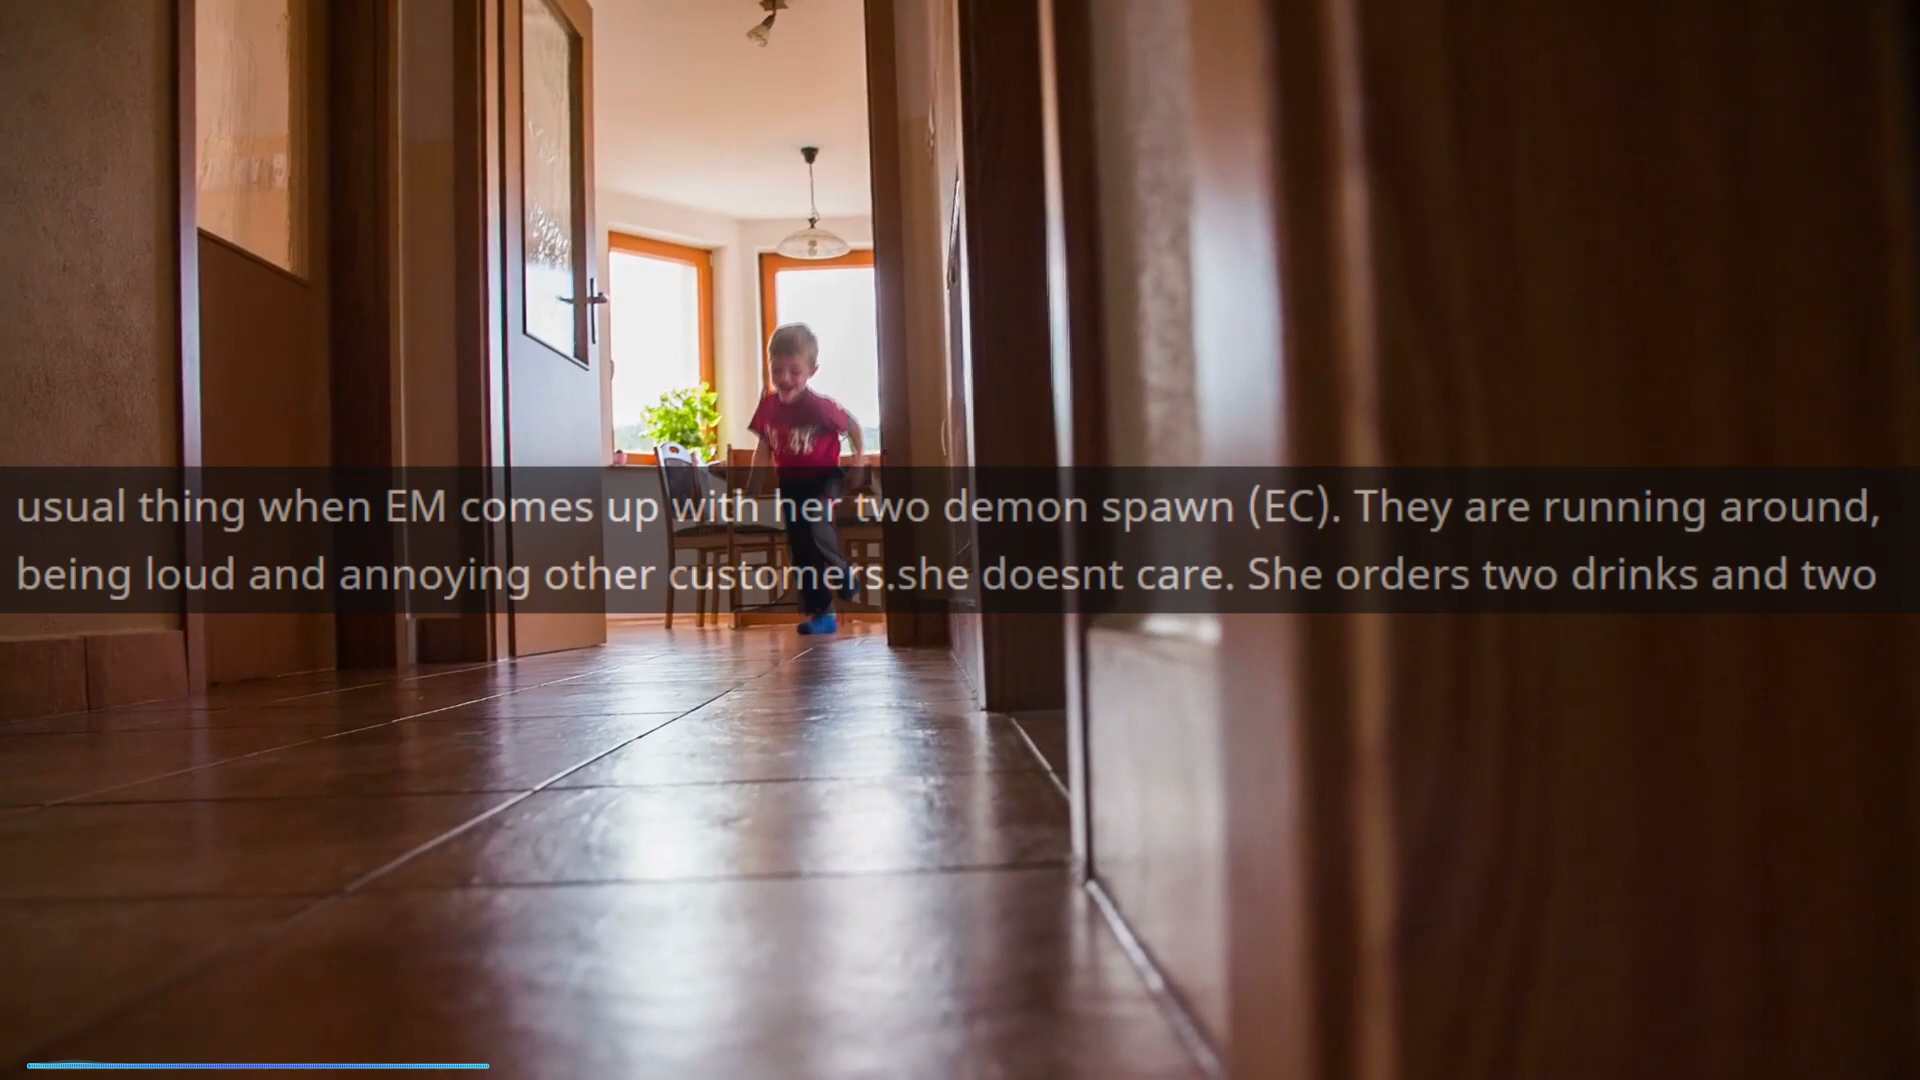 usual thing when EM comes up with her two demon spawn (EC). They are running around,
being loud and annoying other customers.she doesnt care. She orders two drinks and two